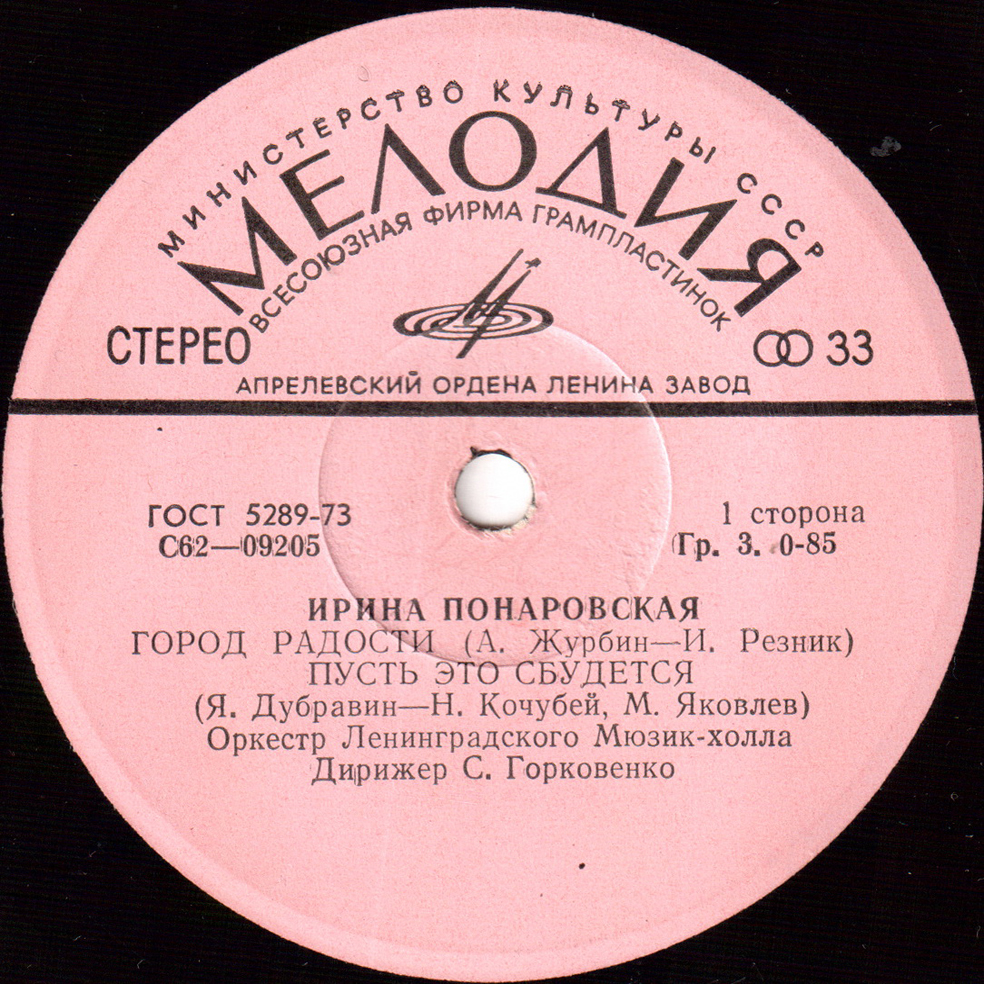 МИНИСТЕРСТВО КУЛЬТУРЫ СССР
МЕЛОДИЯ
ВСЕСОЮЗНАЯ ФИРМА ГРАМПЛАСТИНОК
СТЕРЕО
33
АПРЕЛЕВСКИЙ ОРДЕНА ЛЕНИНА ЗАВОД
ГОСТ 5289-73
1 сторона
С62—09205
Гр. 3. 0-85
ИРИНА ПОНАРОВСКАЯ
ГОРОД РАДОСТИ (А. Журбин—И. Резник)
ПУСТЬ ЭТО СБУДЕТСЯ
(Я. Дубравин—Н. Кочубей, М. Яковлев)
Оркестр Ленинградского Мюзик-холла
Дирижер С. Горковенко